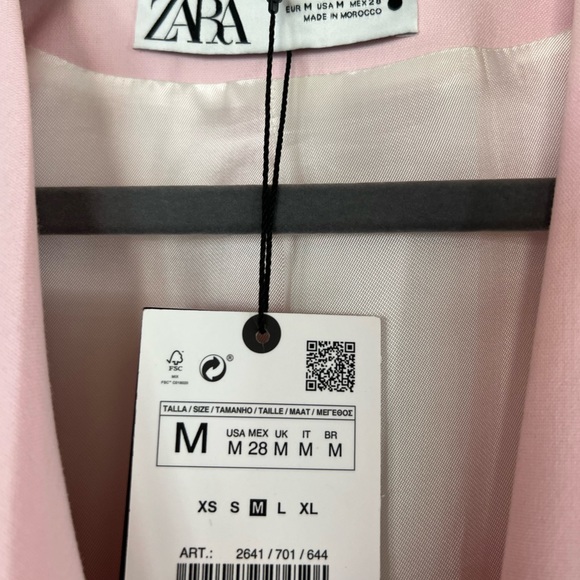 ZARA
EUR M USA M MEX 28
MADE IN MOROCCO
FSC
MIX
®
TALLA / SIZE / TAMANHO / TAILLE / MAAT / ΜΕΓΕΘΟΣ
M
USA MEX UK IT BR
M 28 M M M
XS S M L XL
ART.: 2641 / 701 / 644